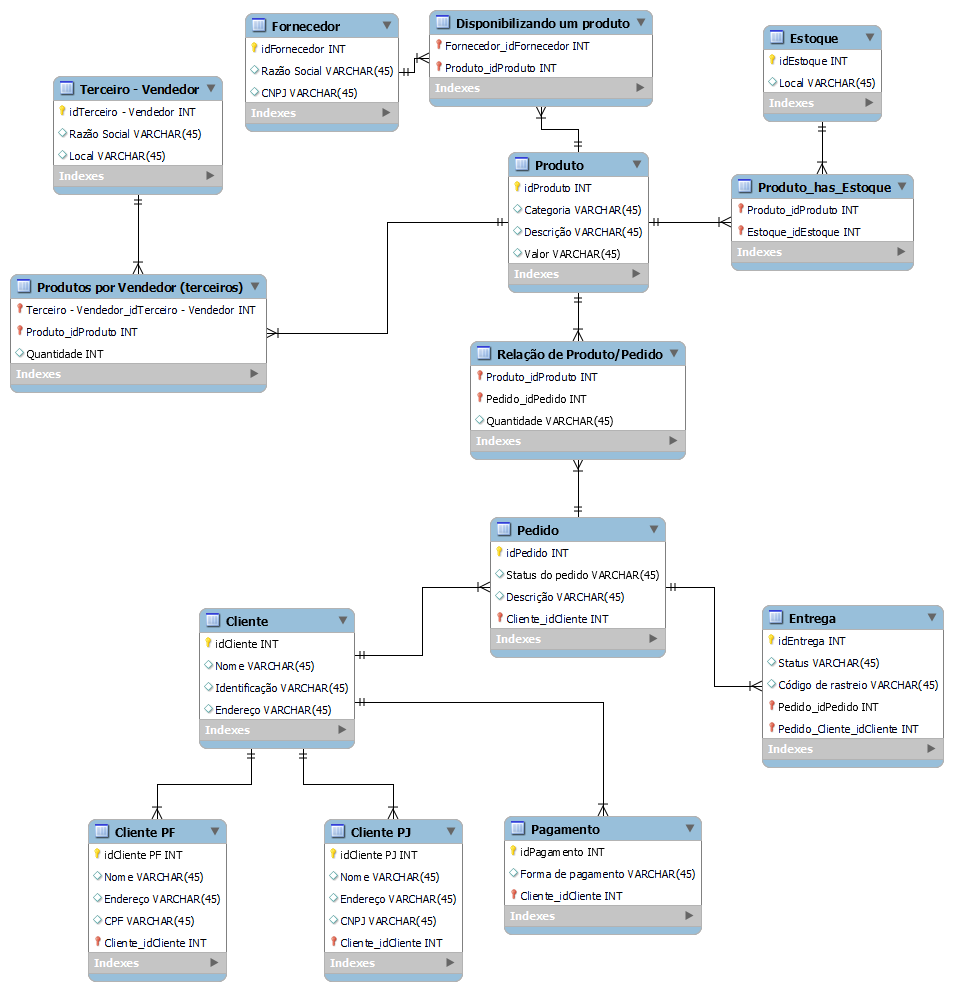 Fornecedor
idFornecedor INT
Razão Social VARCHAR(45)
CNPJ VARCHAR(45)
Indexes
Disponibilizando um produto
Fornecedor_idFornecedor INT
Produto_idProduto INT
Indexes
Estoque
idEstoque INT
Local VARCHAR(45)
Indexes
Terceiro - Vendedor
idTerceiro - Vendedor INT
Razão Social VARCHAR(45)
Local VARCHAR(45)
Indexes
Produto
idProduto INT
Categoria VARCHAR(45)
Descrição VARCHAR(45)
Valor VARCHAR(45)
Indexes
Produto_has_Estoque
Produto_idProduto INT
Estoque_idEstoque INT
Indexes
Produtos por Vendedor (terceiros)
Terceiro - Vendedor_idTerceiro - Vendedor INT
Produto_idProduto INT
Quantidade INT
Indexes
Relação de Produto/Pedido
Produto_idProduto INT
Pedido_idPedido INT
Quantidade VARCHAR(45)
Indexes
Pedido
idPedido INT
Status do pedido VARCHAR(45)
Descrição VARCHAR(45)
Cliente_idCliente INT
Indexes
Cliente
idCliente INT
Nome VARCHAR(45)
Identificação VARCHAR(45)
Endereço VARCHAR(45)
Indexes
Entrega
idEntrega INT
Status VARCHAR(45)
Código de rastreio VARCHAR(45)
Pedido_idPedido INT
Pedido_Cliente_idCliente INT
Indexes
Cliente PF
idCliente PF INT
Nome VARCHAR(45)
Endereço VARCHAR(45)
CPF VARCHAR(45)
Cliente_idCliente INT
Indexes
Cliente PJ
idCliente PJ INT
Nome VARCHAR(45)
Endereço VARCHAR(45)
CNPJ VARCHAR(45)
Cliente_idCliente INT
Indexes
Pagamento
idPagamento INT
Forma de pagamento VARCHAR(45)
Cliente_idCliente INT
Indexes